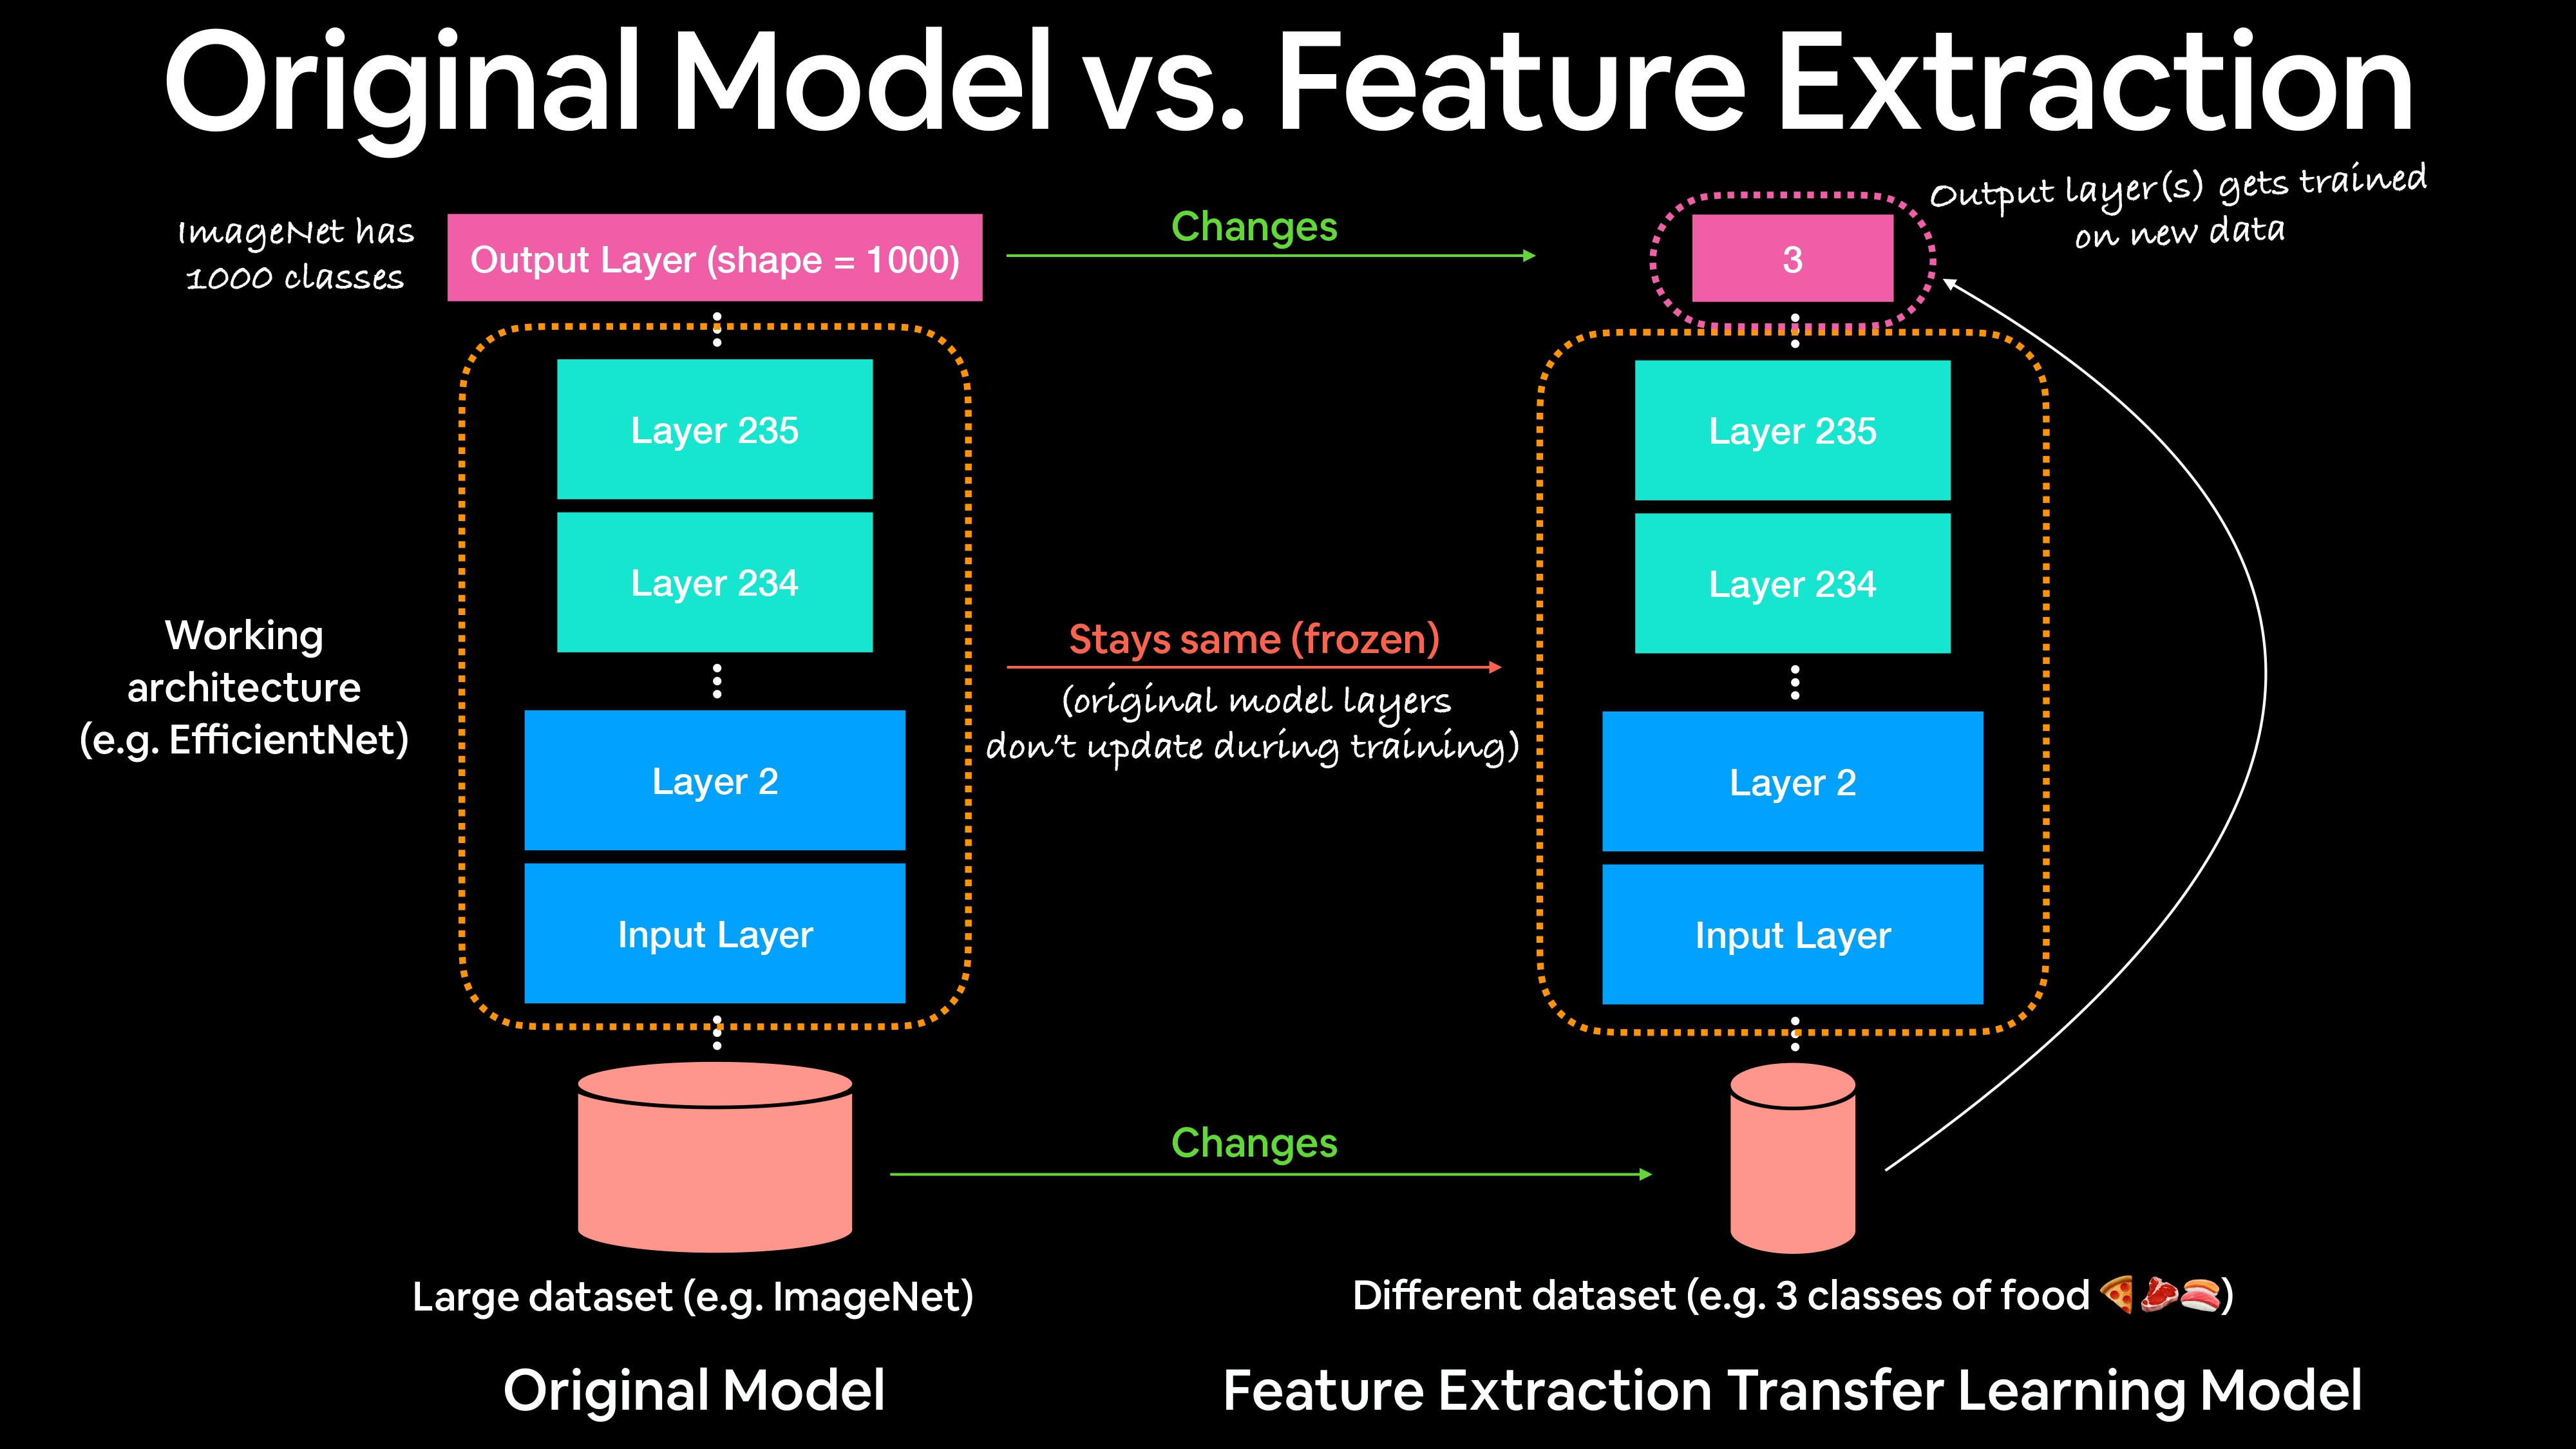 Original Model vs. Feature Extraction
ImageNet has
1000 classes
Output Layer (shape = 1000)
Changes
3
Output layer(s) gets trained
on new data
Layer 235
Layer 234
Layer 2
Input Layer
Working
architecture
(e.g. EfficientNet)
Stays same (frozen)
(original model layers
don't update during training)
Layer 235
Layer 234
Layer 2
Input Layer
Changes
Large dataset (e.g. ImageNet)
Different dataset (e.g. 3 classes of food 🍕🥩🍣)
Original Model
Feature Extraction Transfer Learning Model